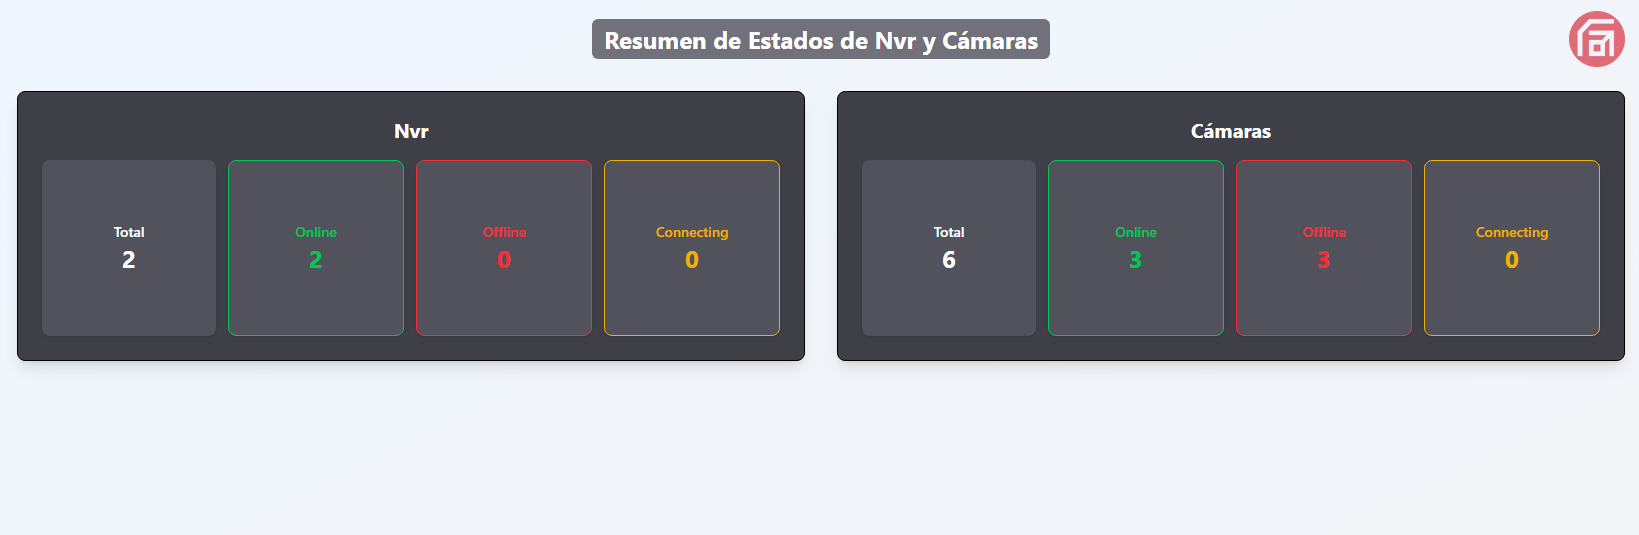 Resumen de Estados de Nvr y Cámaras
Nvr
Total
2
Online
2
Offline
0
Connecting
0
Cámaras
Total
6
Online
3
Offline
3
Connecting
0